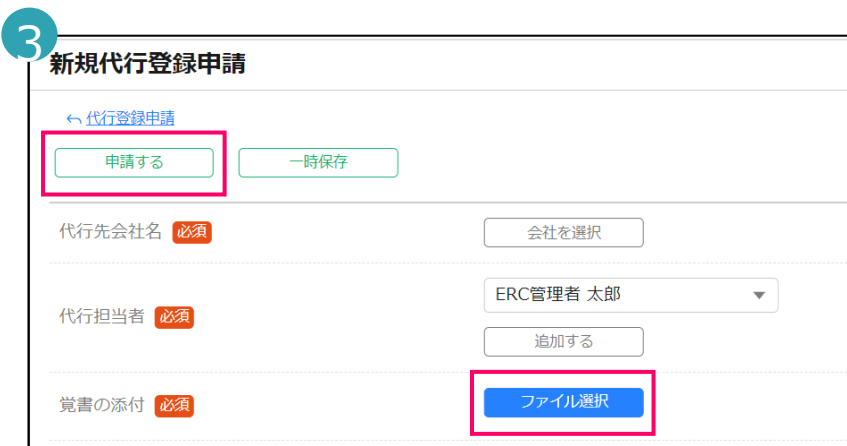 3
新規代行登録申請
代行登録申請
申請する 一時保存
代行先会社名 必須 会社を選択
代行担当者 必須 ERC管理者 太郎
追加する
覚書の添付 必須 ファイル選択